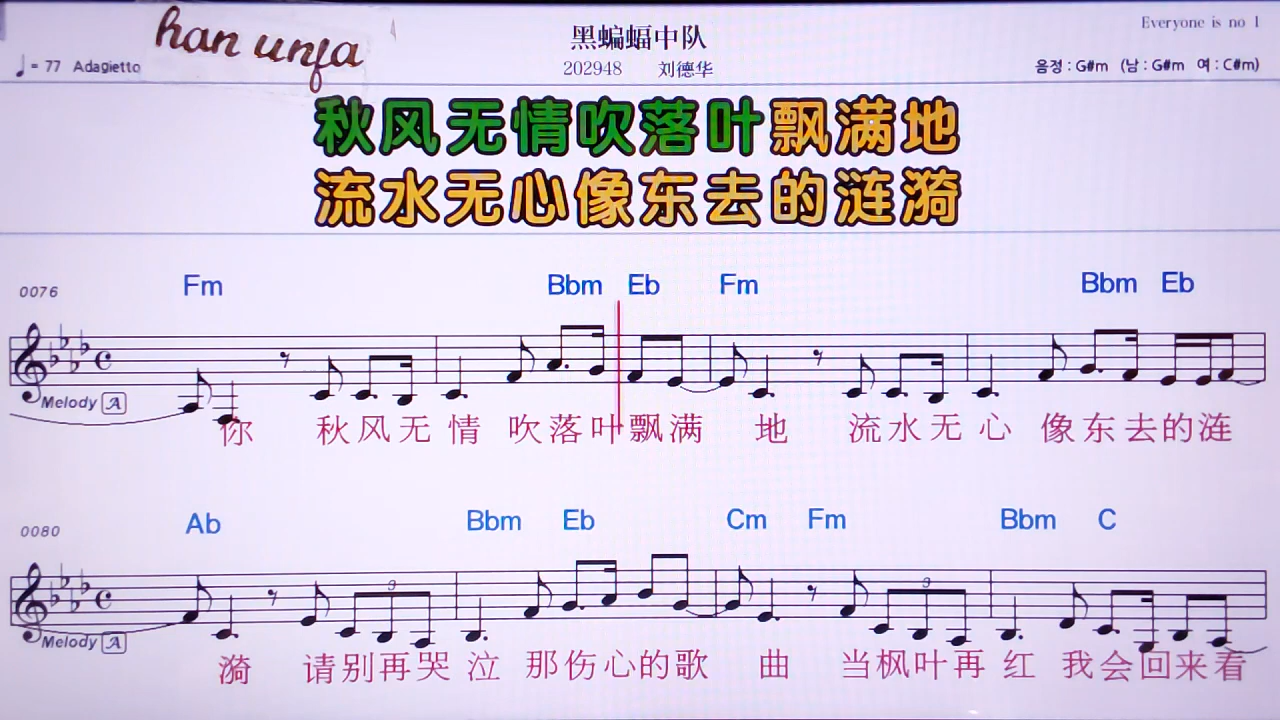 han unja
黑蝙蝠中队
Everyone is no 1
♩= 77 Adagietto
202948 刘德华
음정 : G#m (남 : G#m 여 : C#m)
秋风无情吹落叶飘满地
流水无心像东去的涟漪
Fm Bbm Eb Fm Bbm Eb
0076
Melody A
你 秋风无 情 吹落叶飘满 地 流水无 心 像东去的涟
Ab Bbm Eb Cm Fm Bbm C
0080
3 3
Melody A
漪 请别再哭 泣 那伤心的歌 曲 当枫叶再 红 我会回来看